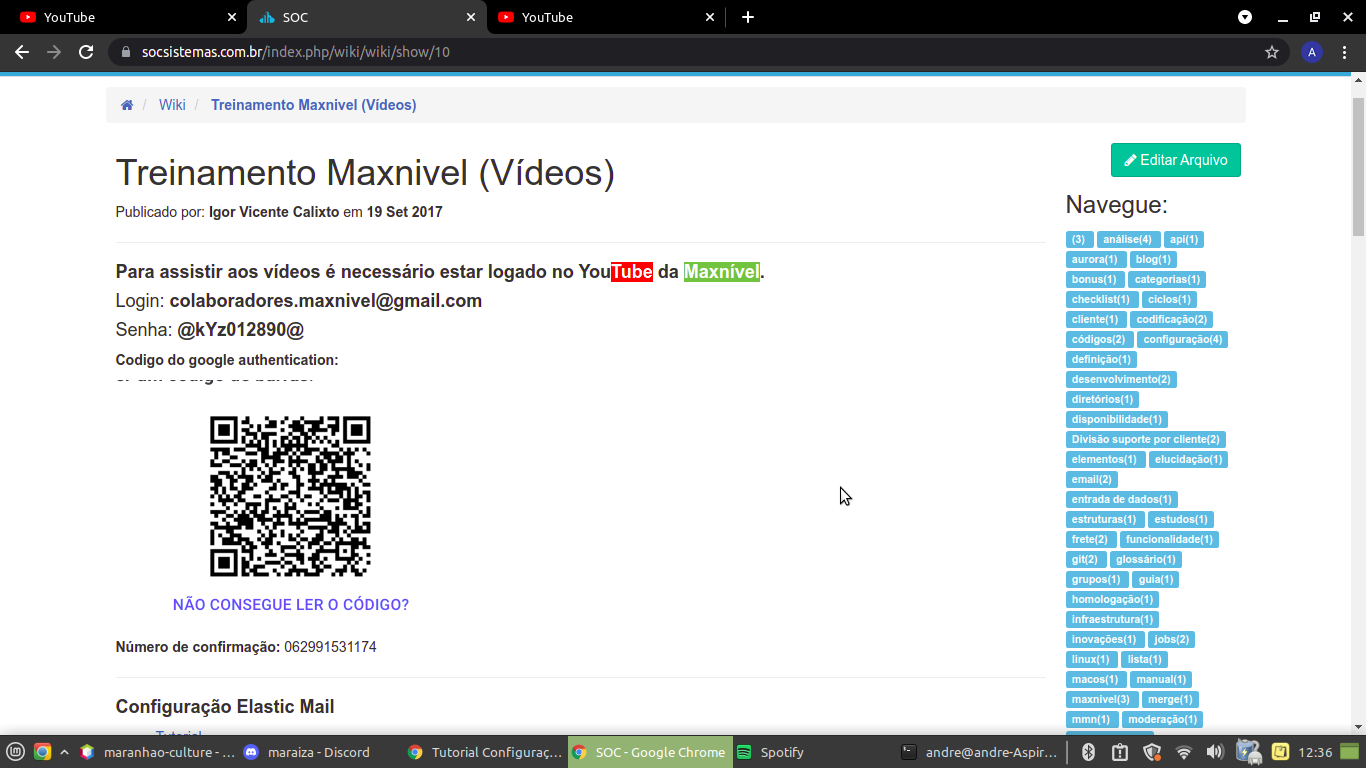 YouTube
SOC
YouTube
socsistemas.com.br/index.php/wiki/wiki/show/10
A
/ Wiki / Treinamento Maxnivel (Vídeos)
Treinamento Maxnivel (Vídeos)
Editar Arquivo
Publicado por: Igor Vicente Calixto em 19 Set 2017
Navegue:
(3) análise(4) api(1)
aurora(1) blog(1)
bonus(1) categorias(1)
checklist(1) ciclos(1)
cliente(1) codificação(2)
códigos(2) configuração(4)
definição(1)
desenvolvimento(2)
diretórios(1)
disponibilidade(1)
Divisão suporte por cliente(2)
elementos(1) elucidação(1)
email(2)
entrada de dados(1)
estruturas(1) estudos(1)
frete(2) funcionalidade(1)
git(2) glossário(1)
grupos(1) guia(1)
homologação(1)
infraestrutura(1)
inovações(1) jobs(2)
linux(1) lista(1)
macos(1) manual(1)
maxnivel(3) merge(1)
mmn(1) moderação(1)
Para assistir aos vídeos é necessário estar logado no YouTube da Maxnível.
Login: colaboradores.maxnivel@gmail.com
Senha: @kYz012890@
Codigo do google authentication:
NÃO CONSEGUE LER O CÓDIGO?
Número de confirmação: 062991531174
Configuração Elastic Mail
Tutorial
maranhao-culture - ...
maraiza - Discord
Tutorial Configuraç...
SOC - Google Chrome
Spotify
andre@andre-Aspir...
12:36